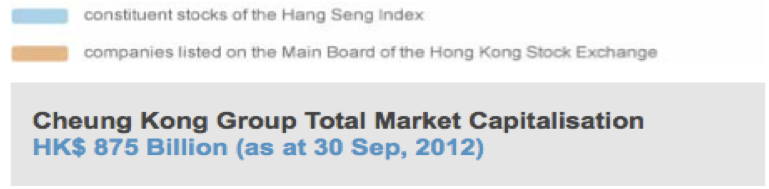 constituent stocks of the Hang Seng Index
companies listed on the Main Board of the Hong Kong Stock Exchange
Cheung Kong Group Total Market Capitalisation
HK$ 875 Billion (as at 30 Sep, 2012)